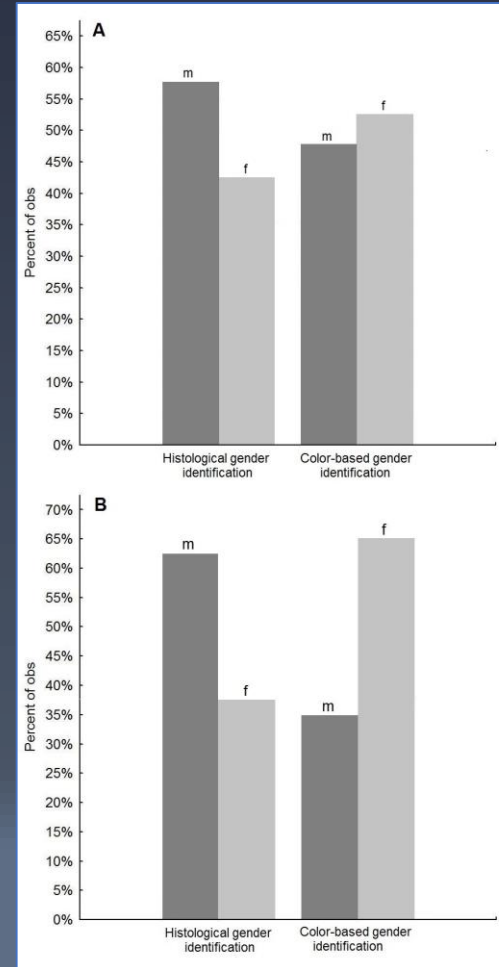 A
65%
60%
55%
50%
45%
40%
35%
30%
25%
20%
15%
10%
5%
0%
Percent of obs
m
f
m
f
Histological gender
identification
Color-based gender
identification
B
70%
65%
60%
55%
50%
45%
40%
35%
30%
25%
20%
15%
10%
5%
0%
Percent of obs
m
f
m
f
Histological gender
identification
Color-based gender
identification